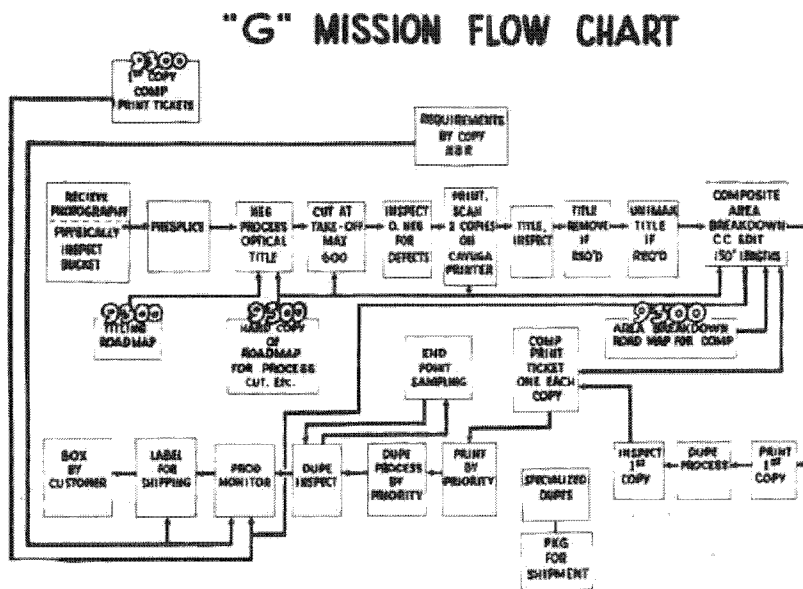 "G" MISSION FLOW CHART
9300
1ST COPY
COMP
PRINT TICKETS
REQUIREMENTS
BY COPY
RECIEVE
PHOTOGRAPHY
PHYSICALLY
INSPECT
BUCKET
PRESPLICE
NEG
PROCESS
OPTICAL
TITLE
CUT AT
TAKE-OFF
MAX
600
INSPECT
O. NEG
FOR
DEFECTS
PRINT,
SCAN
2 COPIES
ON
CAYUGA
PRINTER
TITLE,
INSPECT
TITLE
REMOVE
IF
REQ'D
UNIMAX
TITLE
IF
REQ'D
COMPOSITE
AREA
BREAKDOWN
C.C. EDIT
150' LENGTHS
9300
TITLING
ROADMAP
9300
HARD COPY
OF
ROADMAP
FOR PROCESS
CUT, ETC.
9300
AREA BREAKDOWN
ROAD MAP FOR COMP
END
POINT
SAMPLING
COMP
PRINT
TICKET
ONE EACH
COPY
BOX
BY
CUSTOMER
LABEL
FOR
SHIPPING
PROD
MONITOR
DUPE
INSPECT
DUPE
PROCESS
BY
PRIORITY
PRINT
BY
PRIORITY
SPECIALIZED
DUPES
INSPECT
1ST
COPY
DUPE
PROCESS
PRINT
1ST
COPY
PKG
FOR
SHIPMENT